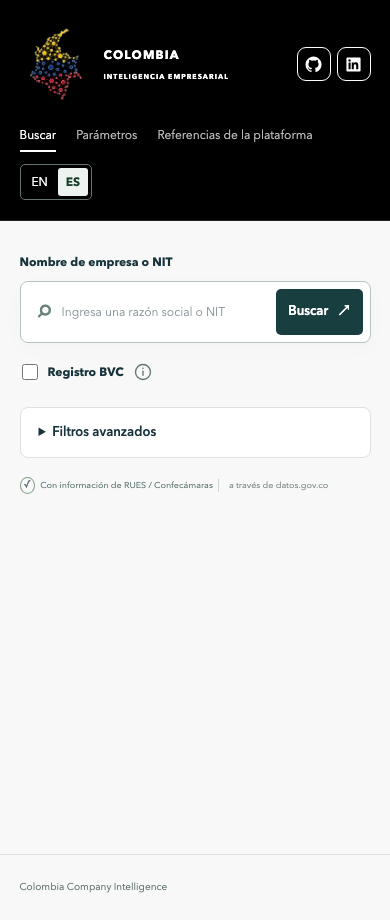 COLOMBIA
INTELIGENCIA EMPRESARIAL
Buscar Parámetros Referencias de la plataforma
EN ES
Nombre de empresa o NIT
Ingresa una razón social o NIT
Buscar ↗
Registro BVC
Filtros avanzados
Con información de RUES / Confecámaras | a través de datos.gov.co
Colombia Company Intelligence